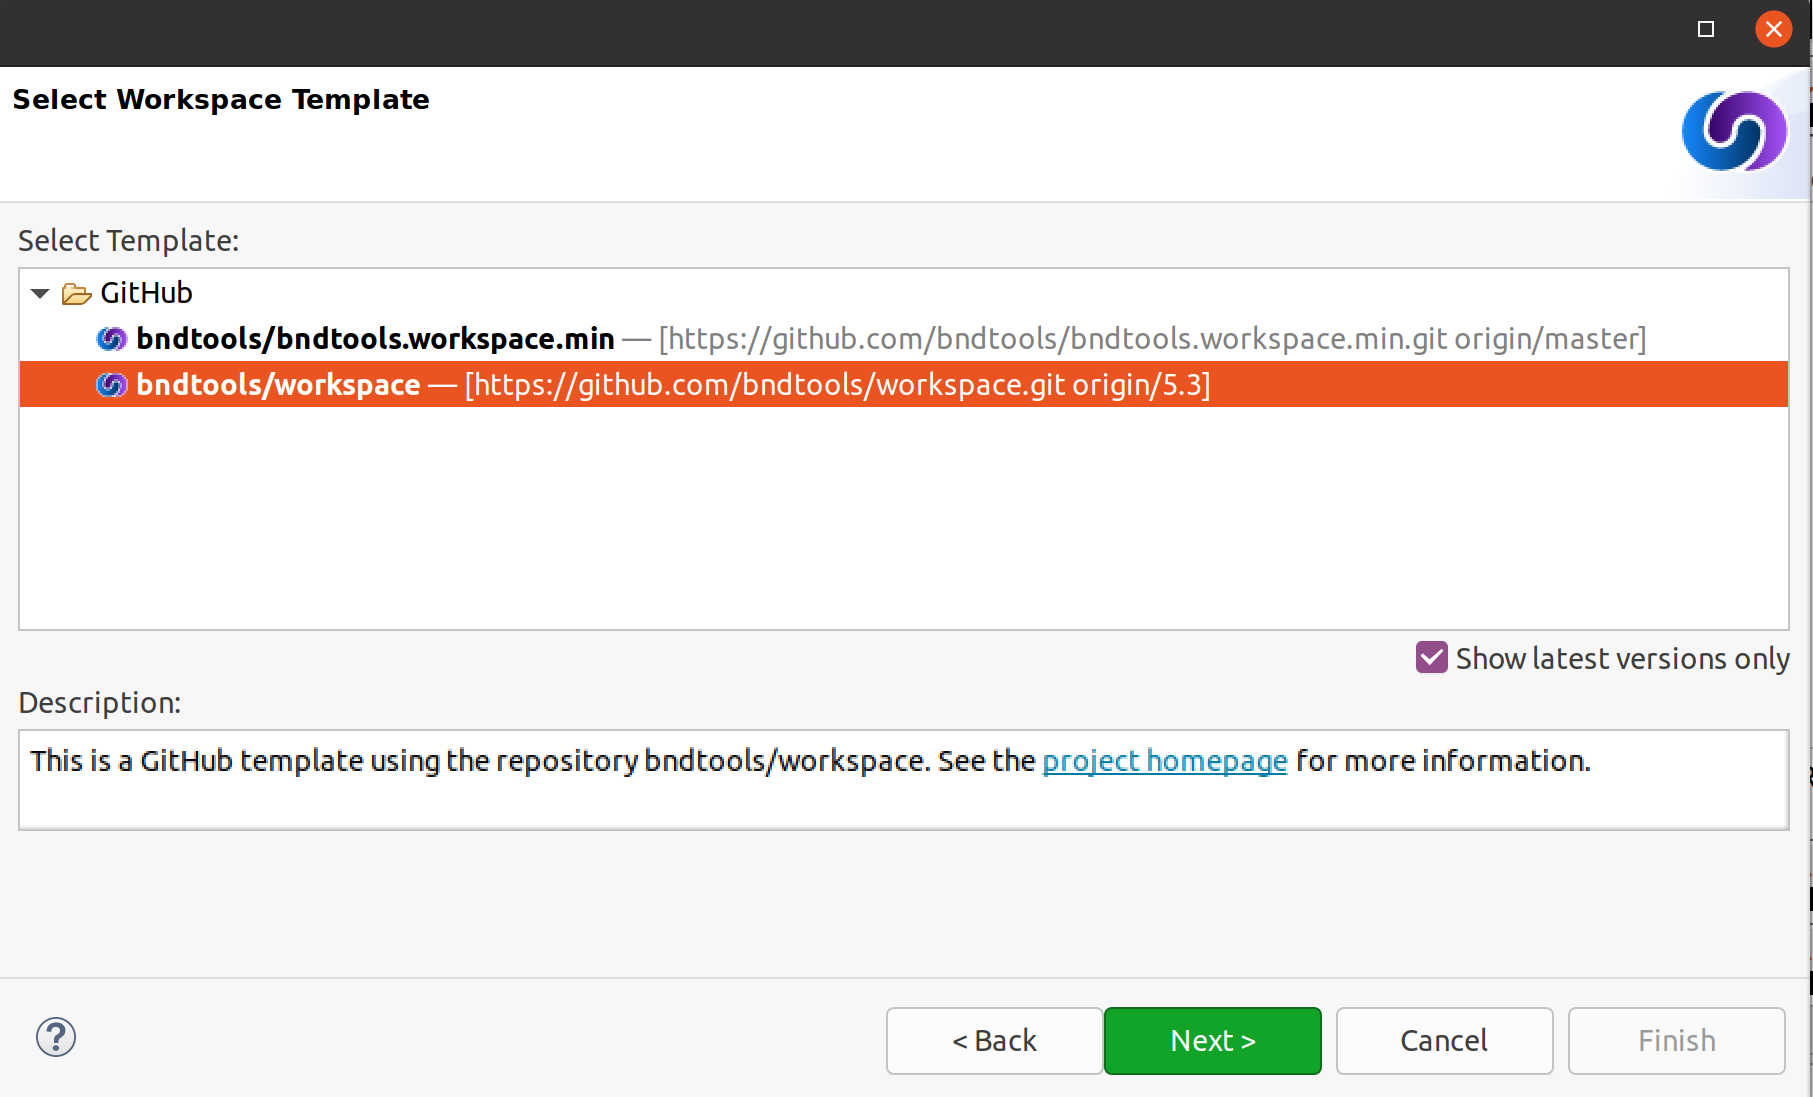 Select Workspace Template
Select Template:
GitHub
bndtools/bndtools.workspace.min — [https://github.com/bndtools/bndtools.workspace.min.git origin/master]
bndtools/workspace — [https://github.com/bndtools/workspace.git origin/5.3]
Show latest versions only
Description:
This is a GitHub template using the repository bndtools/workspace. See the project homepage for more information.
?
< Back
Next >
Cancel
Finish